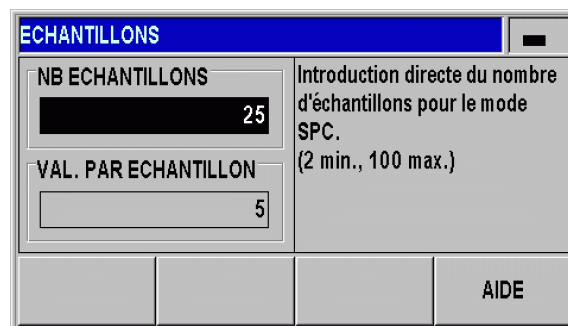 ECHANTILLONS
NB ECHANTILLONS
25
VAL. PAR ECHANTILLON
5
Introduction directe du nombre
d'échantillons pour le mode
SPC.
(2 min., 100 max.)
AIDE